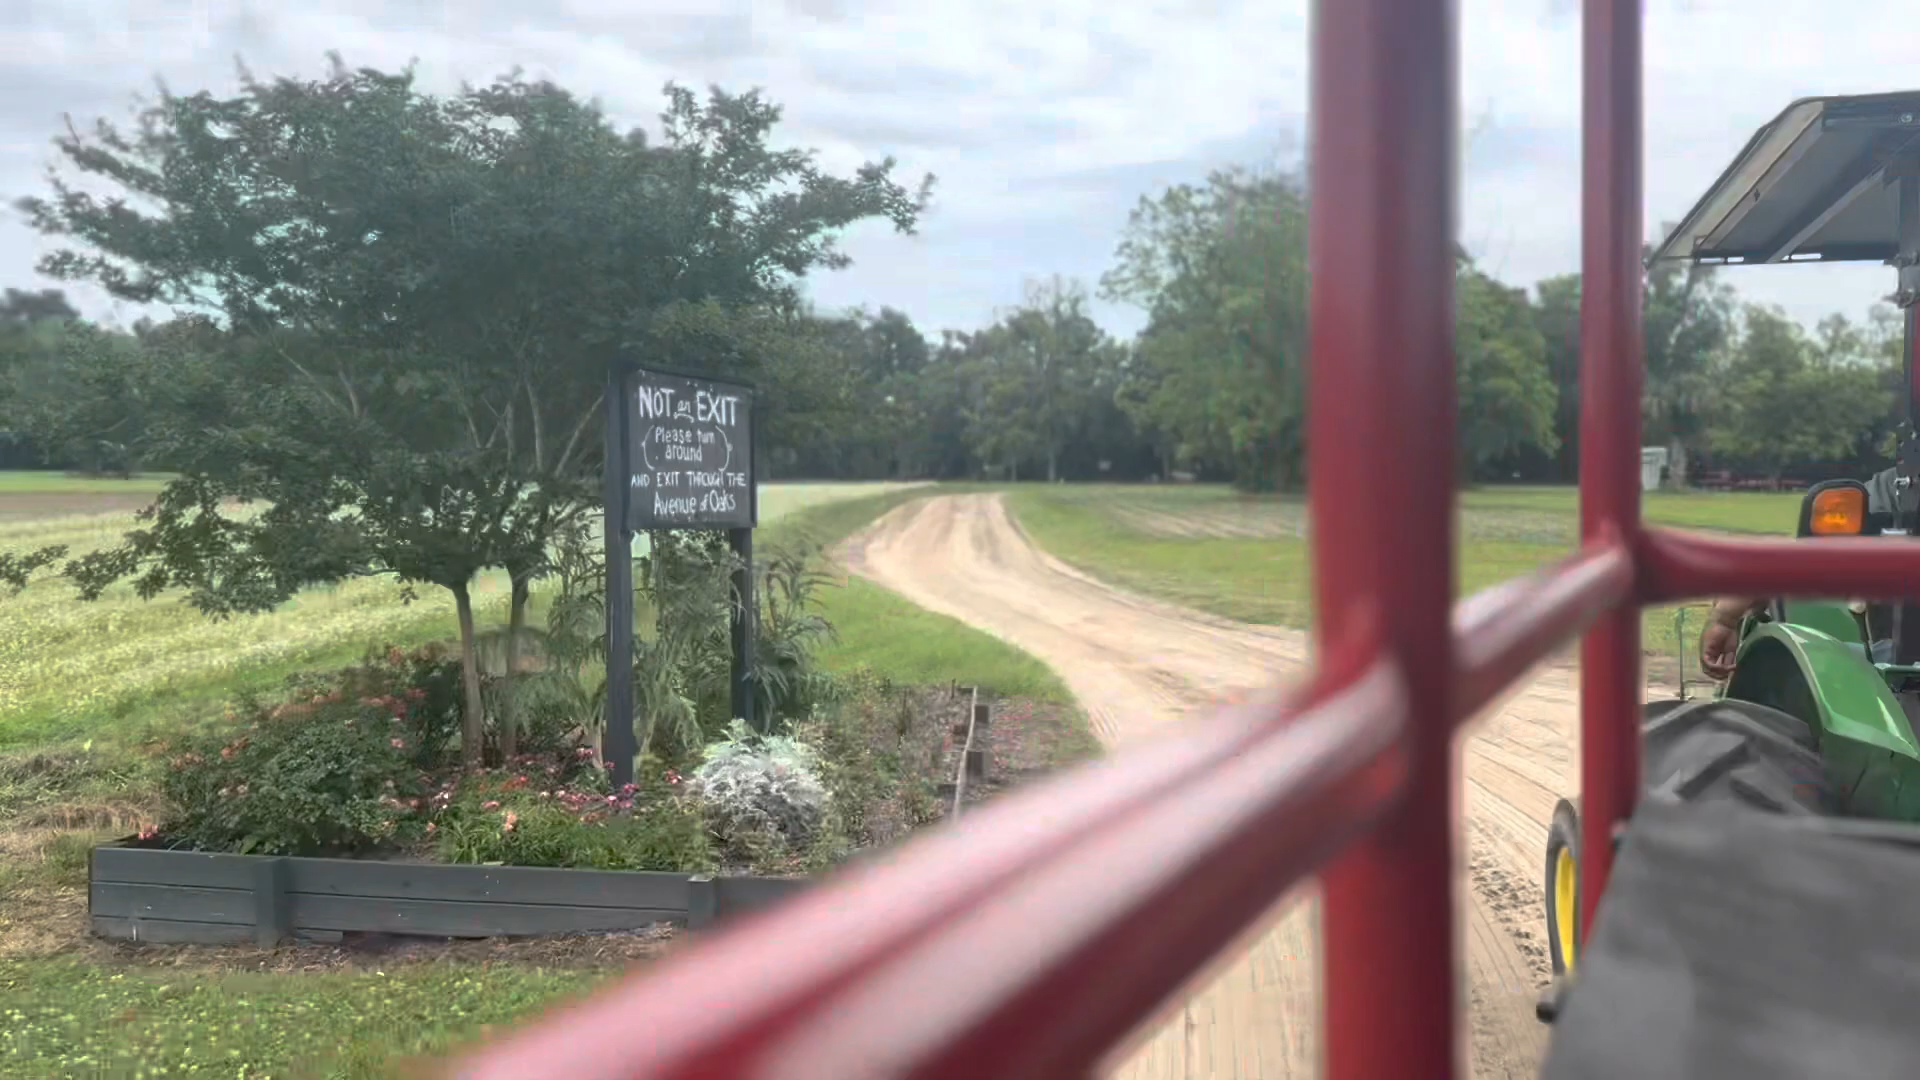 NOT an EXIT
(Please turn
around)
AND EXIT THROUGH THE
Avenue of Oaks